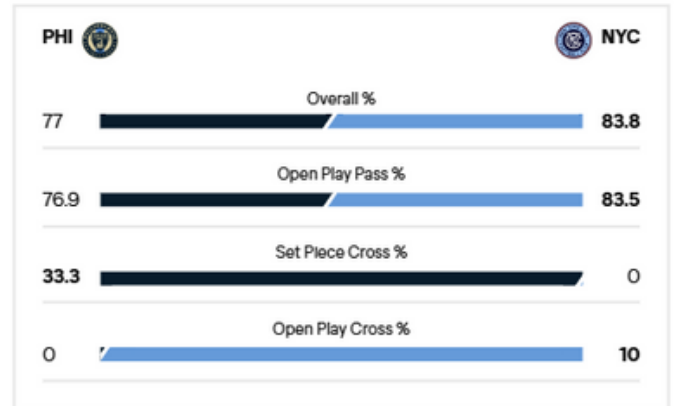 PHI NYC
Overall %
77 83.8
Open Play Pass %
76.9 83.5
Set Piece Cross %
33.3 0
Open Play Cross %
0 10